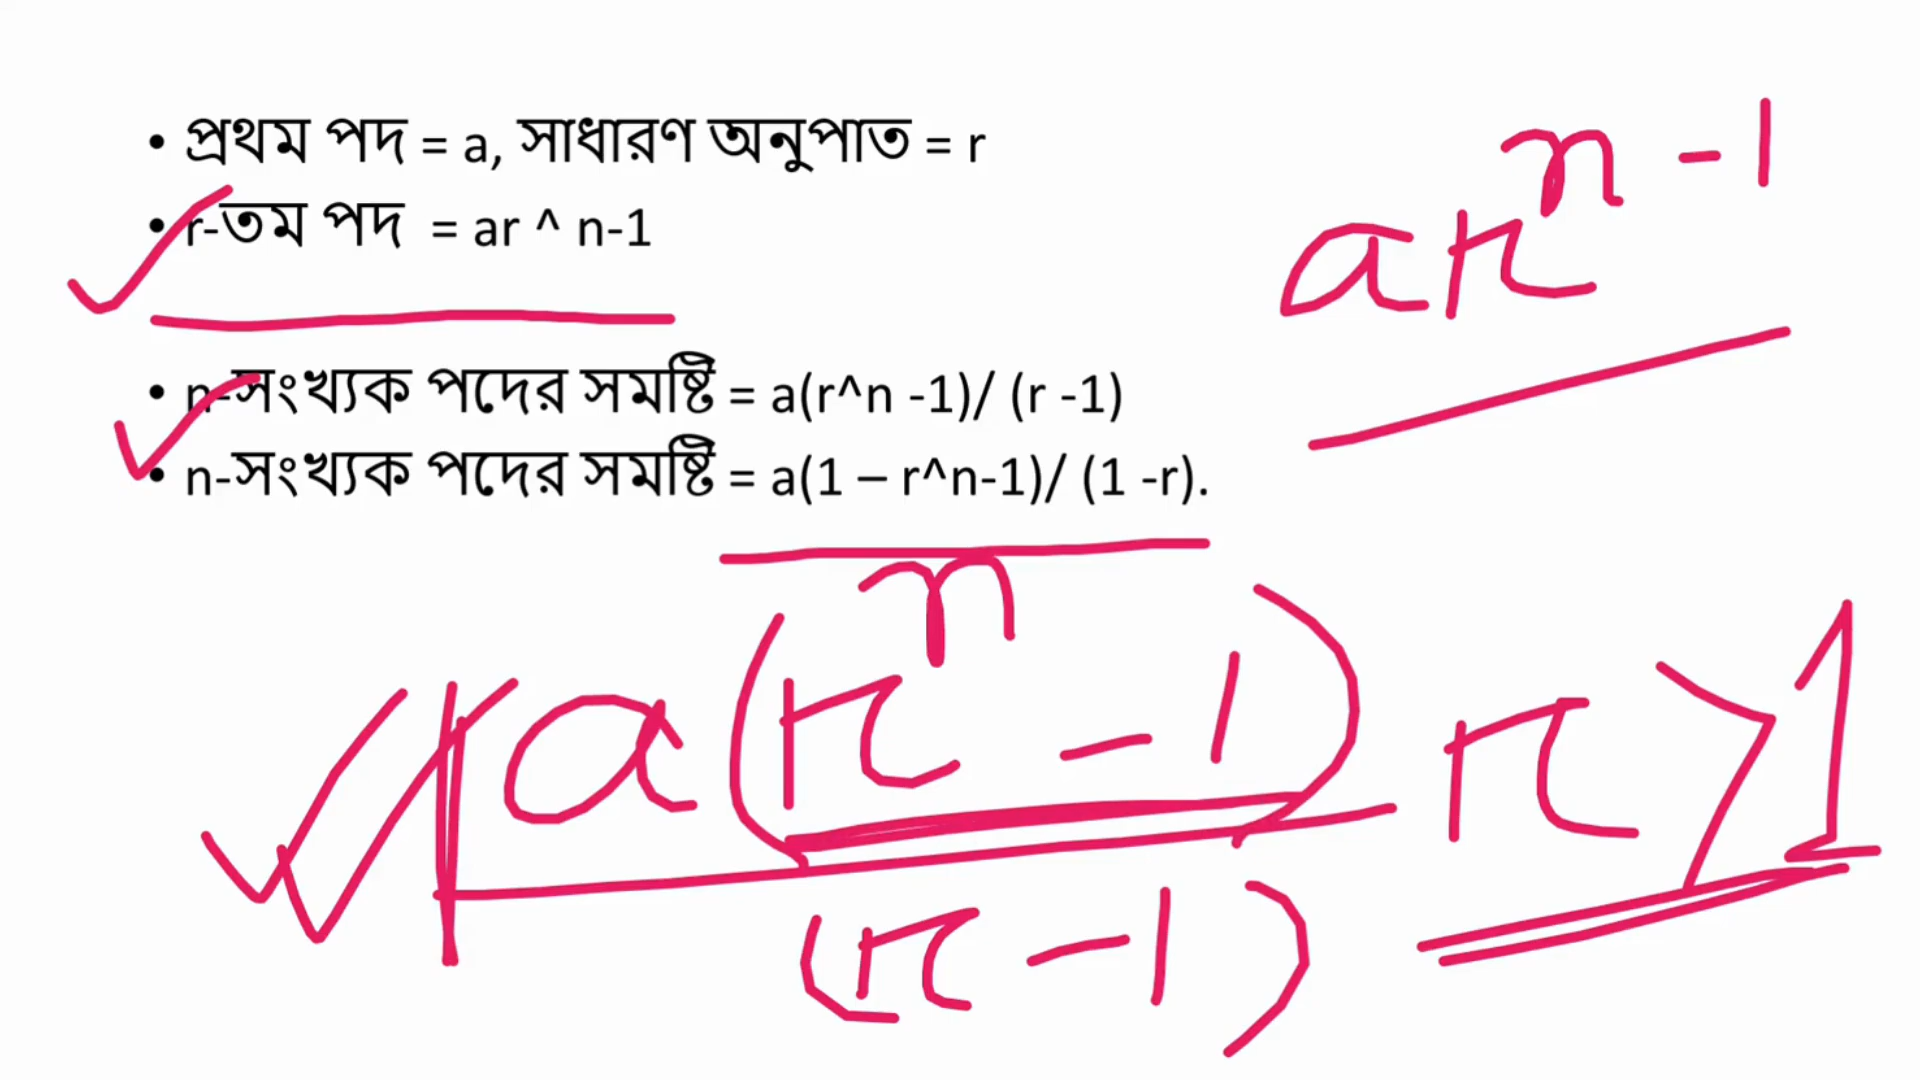 • প্রথম পদ = a, সাধারণ অনুপাত = r
• r-তম পদ = ar ^ n-1
• n-সংখ্যক পদের সমষ্টি = a(r^n -1)/ (r -1)
• n-সংখ্যক পদের সমষ্টি = a(1 – r^n-1)/ (1 -r).
ar^n-1
a(r^n - 1)
(r - 1)
r > 1